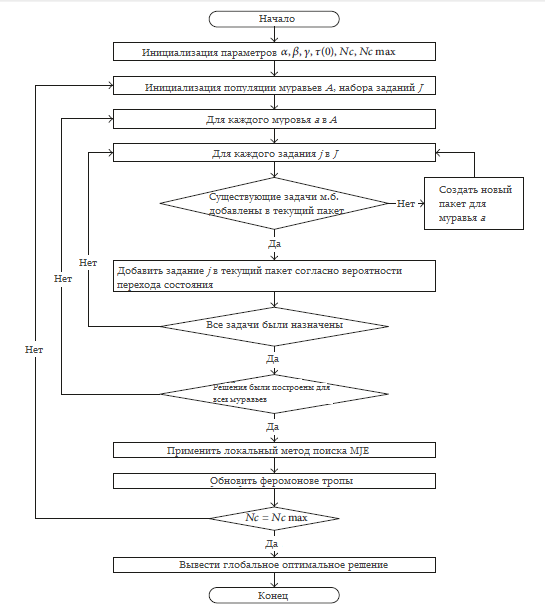 Начало
Инициализация параметров α, β, γ, τ(0), Nc, Nc max
Инициализация популяции муравьев A, набора заданий J
Для каждого муровья a в A
Для каждого задания j в J
Существующие задачи м.б.
добавлены в текущий пакет
Нет
Создать новый
пакет для
муравья a
Да
Добавить задание j в текущий пакет согласно вероятности
перехода состояния
Нет
Все задачи были назначены
Нет
Да
Решения были построены для
всех муравьев
Нет
Да
Применить локальный метод поиска MJE
Обновить феромонове тропы
Nc = Nc max
Да
Вывести глобальное оптимальное решение
Конец